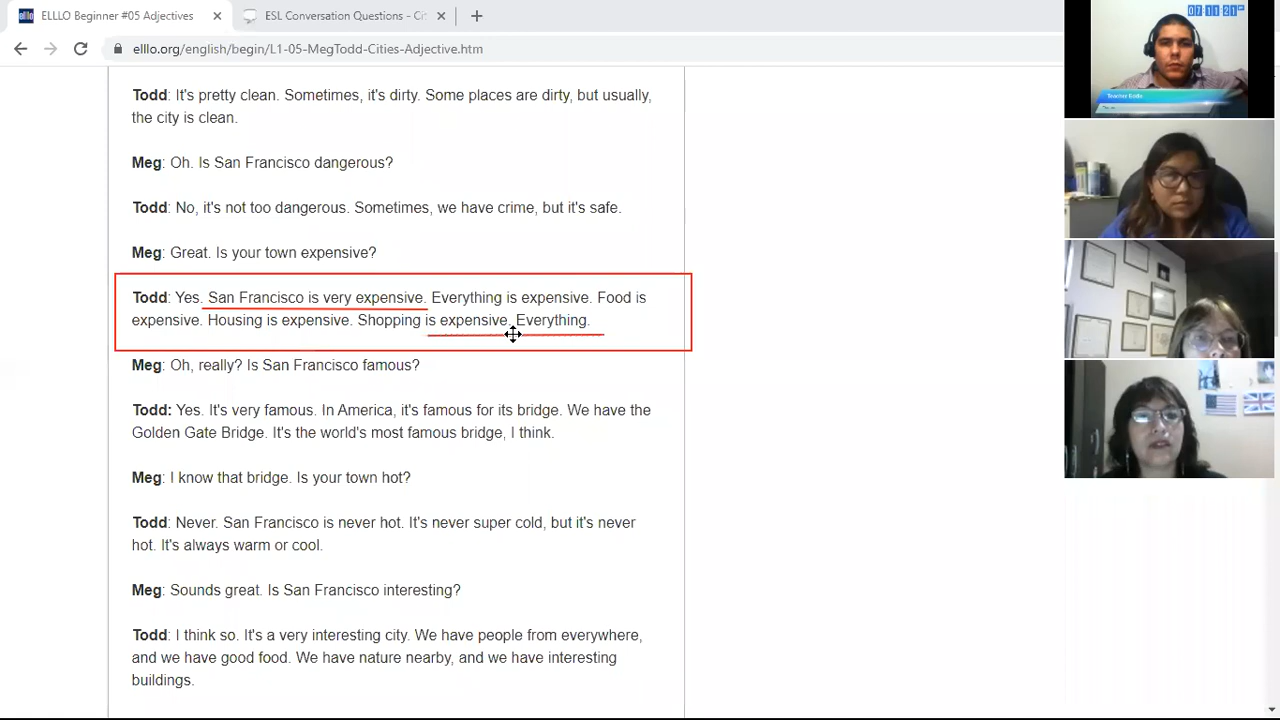 ELLLO Beginner #05 Adjectives
ESL Conversation Questions - Ci
elllo.org/english/begin/L1-05-MegTodd-Cities-Adjective.htm
07:11:21
Todd: It's pretty clean. Sometimes, it's dirty. Some places are dirty, but usually,
the city is clean.
Meg: Oh. Is San Francisco dangerous?
Todd: No, it's not too dangerous. Sometimes, we have crime, but it's safe.
Meg: Great. Is your town expensive?
Todd: Yes. San Francisco is very expensive. Everything is expensive. Food is
expensive. Housing is expensive. Shopping is expensive. Everything.
Meg: Oh, really? Is San Francisco famous?
Todd: Yes. It's very famous. In America, it's famous for its bridge. We have the
Golden Gate Bridge. It's the world's most famous bridge, I think.
Meg: I know that bridge. Is your town hot?
Todd: Never. San Francisco is never hot. It's never super cold, but it's never
hot. It's always warm or cool.
Meg: Sounds great. Is San Francisco interesting?
Todd: I think so. It's a very interesting city. We have people from everywhere,
and we have good food. We have nature nearby, and we have interesting
buildings.